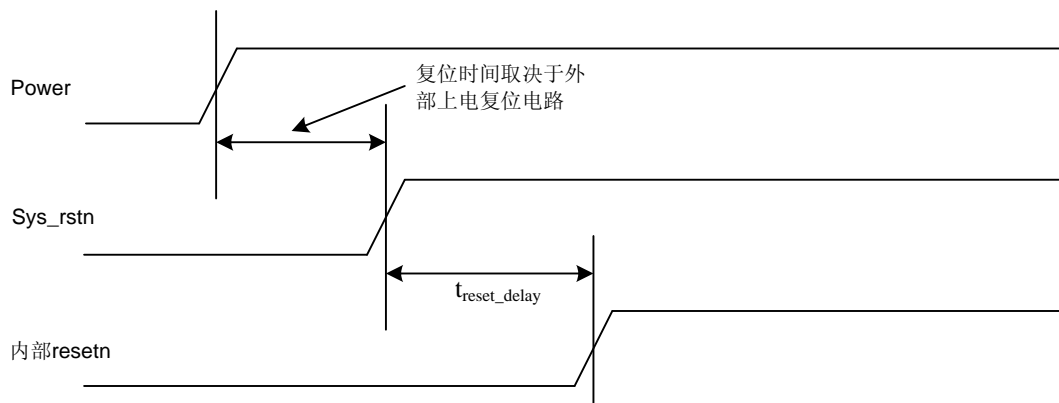 复位时间取决于外
部上电复位电路
Power
Sys_rstn
treset_delay
内部resetn